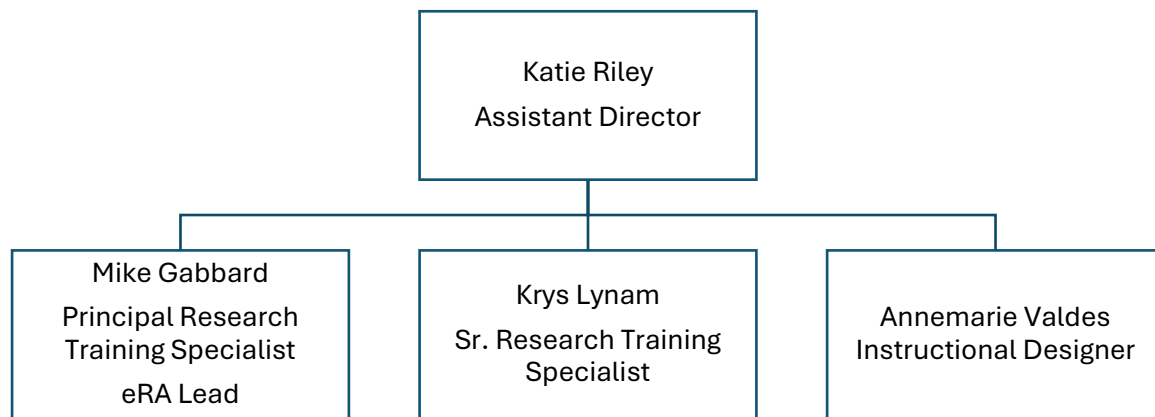 Katie Riley
Assistant Director
Mike Gabbard
Principal Research
Training Specialist
eRA Lead
Krys Lynam
Sr. Research Training
Specialist
Annemarie Valdes
Instructional Designer